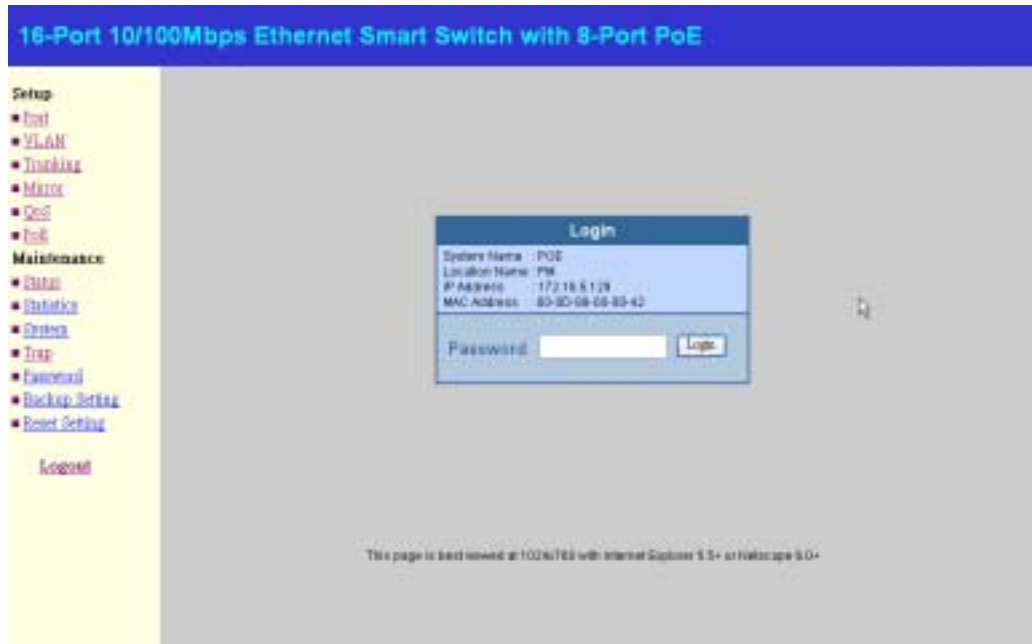 16-Port 10/100Mbps Ethernet Smart Switch with 8-Port PoE
Setup
Port
VLAN
Trunking
Mirror
QoS
PoE
Maintenance
Status
Statistics
System
Trap
Password
Backup Setting
Reset Setting
Logout
Login
System Name : POE
Location Name : PM
IP Address : 172.16.5.129
MAC Address :
Password
Login
This page is best viewed at 1024x768 with Internet Explorer 5.5+ or Netscape 6.0+